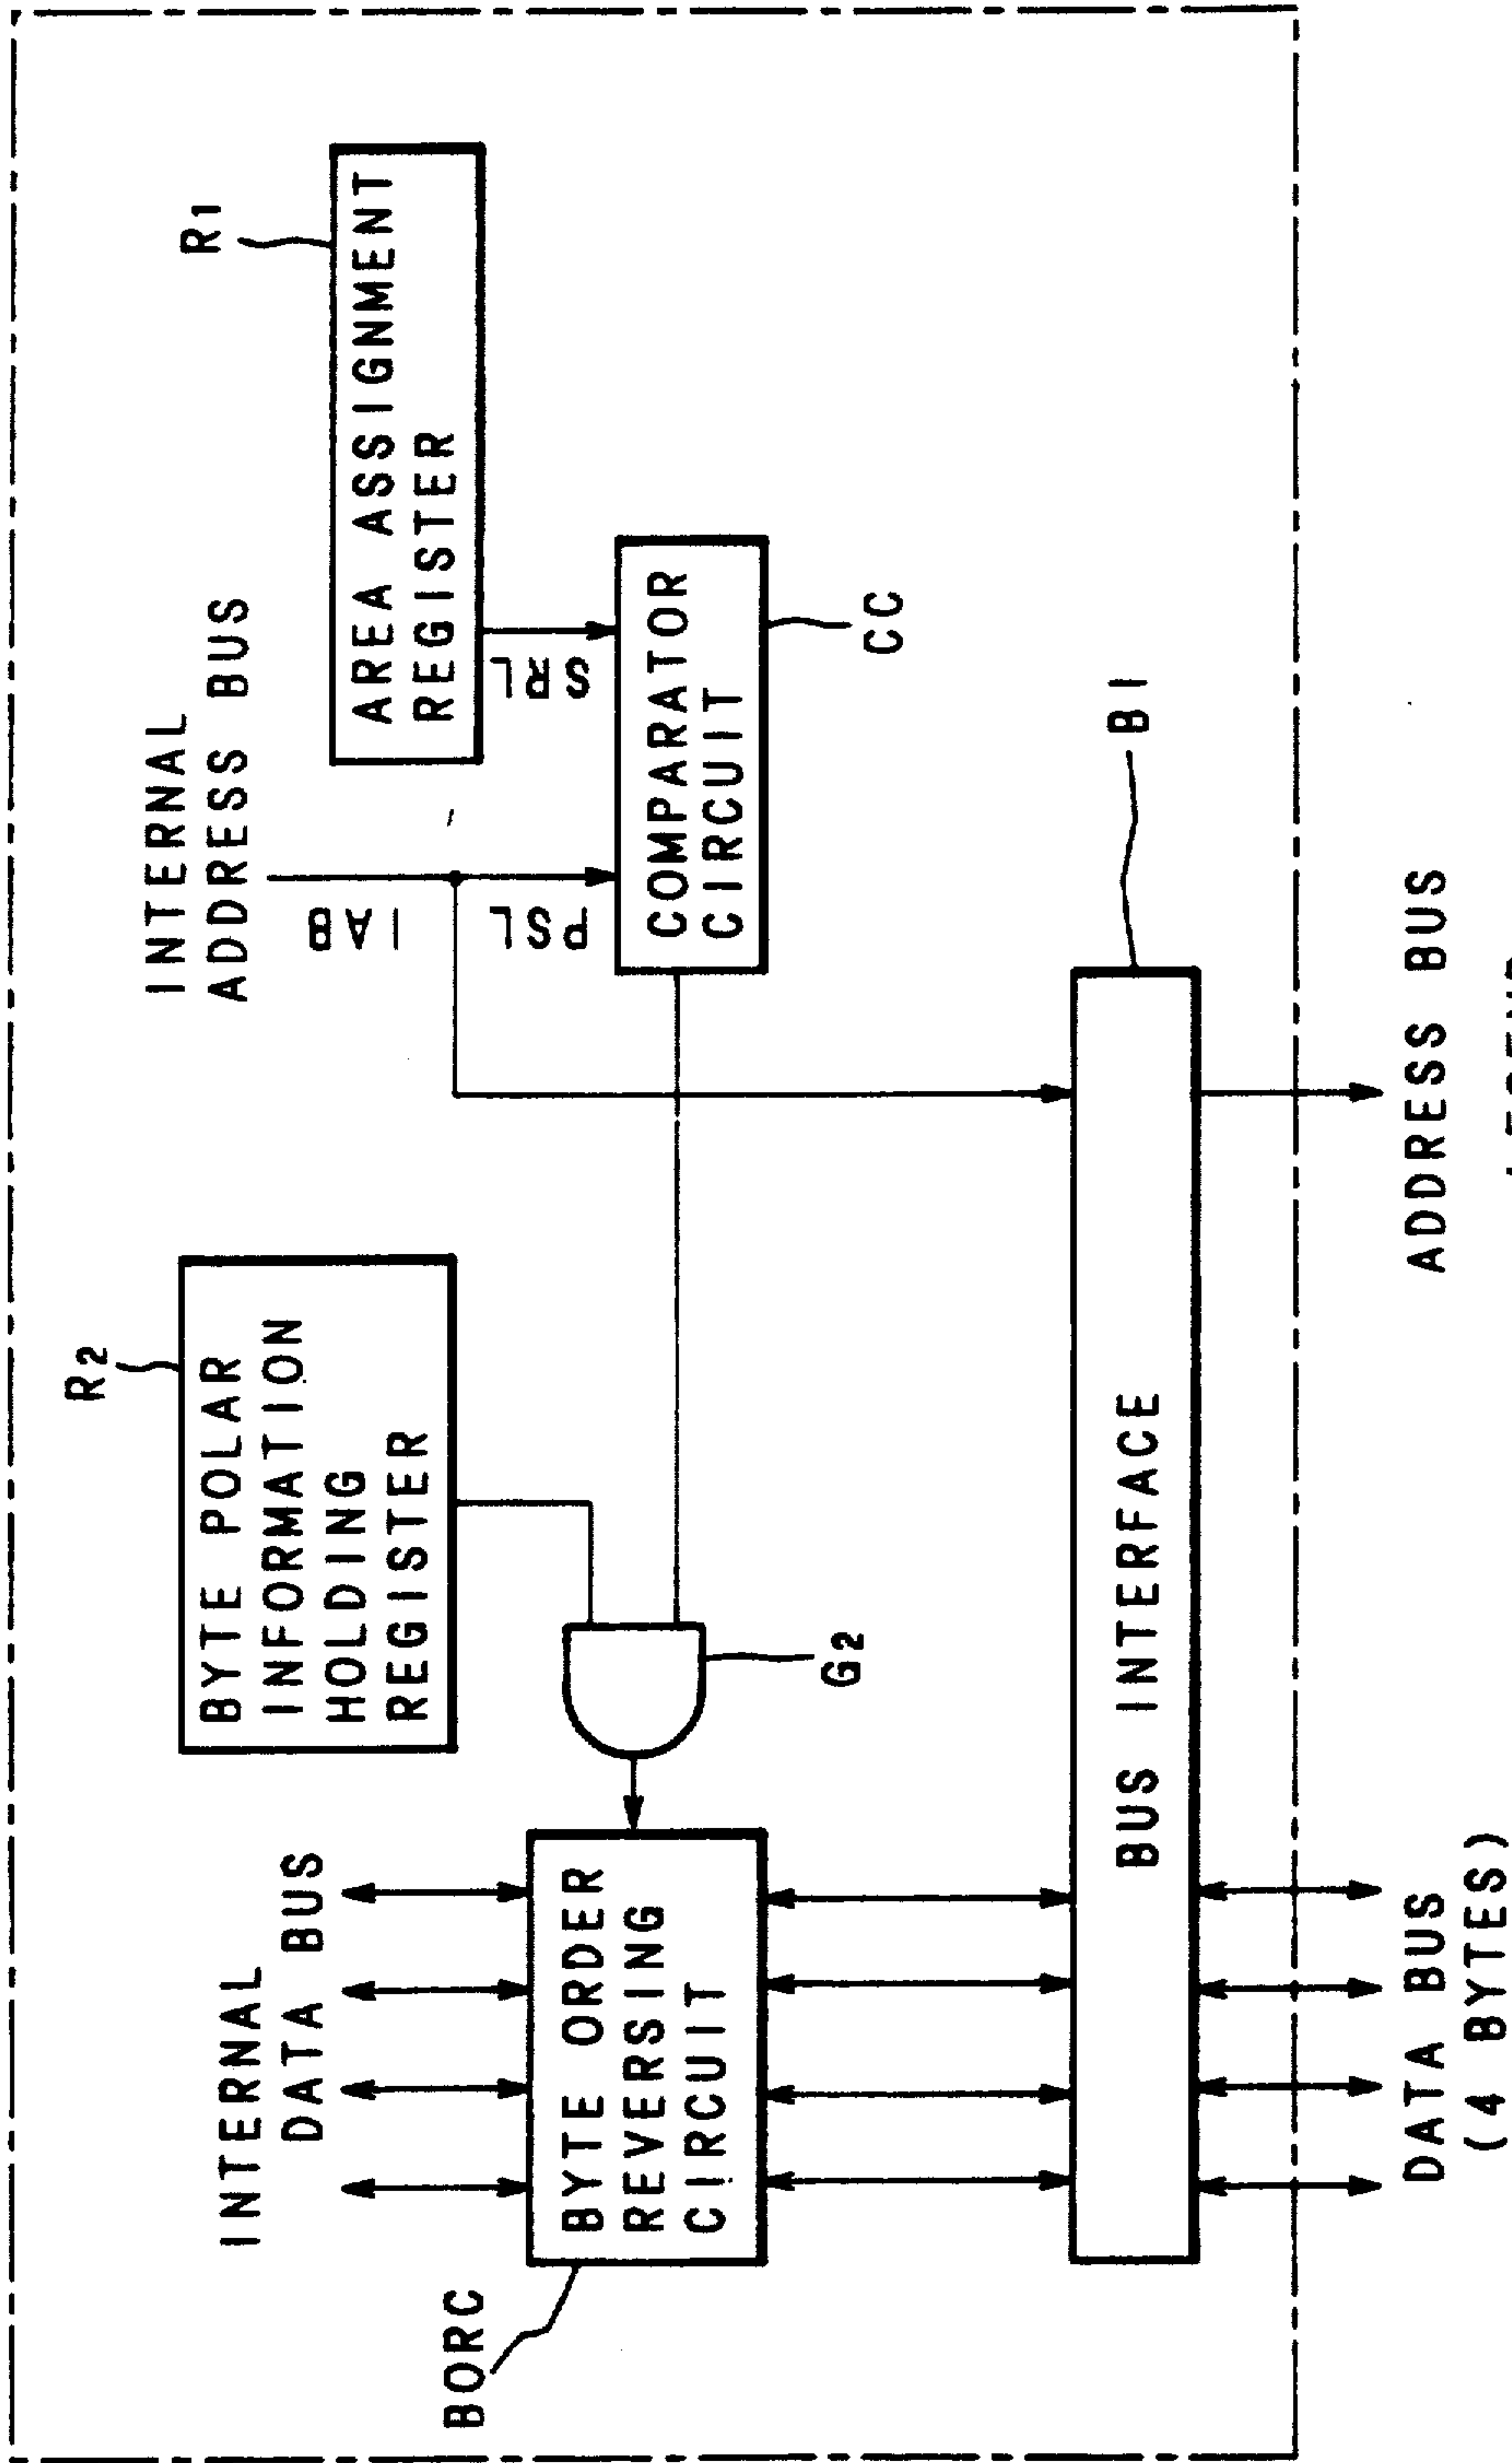 R2
BYTE POLAR
INFORMATION
HOLDING
REGISTER
INTERNAL
ADDRESS BUS
R1
AREA ASSIGNMENT
REGISTER
IAB
PSL
SRL
INTERNAL
DATA BUS
BORC
BYTE ORDER
REVERSING
CIRCUIT
G2
COMPARATOR
CIRCUIT
CC
BI
BUS INTERFACE
DATA BUS
(4 BYTES)
ADDRESS BUS